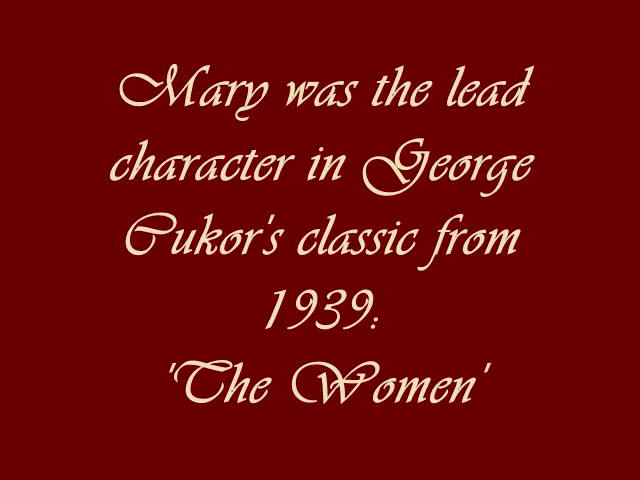 Mary was the lead
character in George
Cukor's classic from
1939:
'The Women'